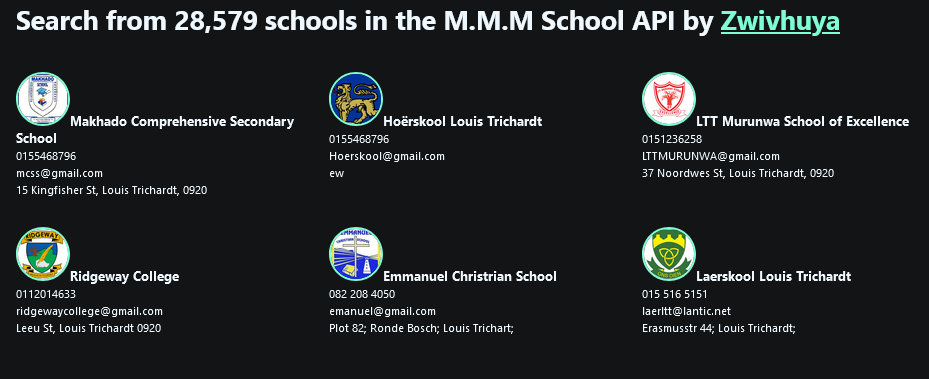 Search from 28,579 schools in the M.M.M School API by Zwivhuya
MAKHADO
SCHOOL
Makhado Comprehensive Secondary
School
0155468796
mcss@gmail.com
15 Kingfisher St, Louis Trichardt, 0920
Hoërskool Louis Trichardt
0155468796
Hoerskool@gmail.com
ew
LTT Murunwa School of Excellence
0151236258
LTTMURUNWA@gmail.com
37 Noordwes St, Louis Trichardt, 0920
RIDGEWAY
Ridgeway College
0112014633
ridgewaycollege@gmail.com
Leeu St, Louis Trichardt 0920
EMMANUEL
CHRISTIAN SCHOOL
Emmanuel Christian School
082 208 4050
emanuel@gmail.com
Plot 82; Ronde Bosch; Louis Trichart;
Laerskool Louis Trichardt
015 516 5151
laerltt@lantic.net
Erasmusstr 44; Louis Trichardt;